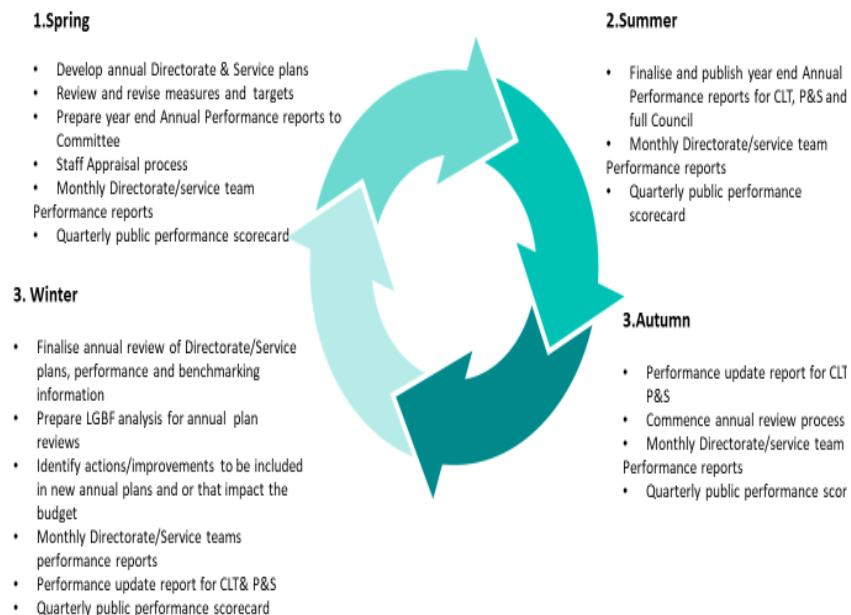 1.Spring
• Develop annual Directorate & Service plans
• Review and revise measures and targets
• Prepare year end Annual Performance reports to
Committee
• Staff Appraisal process
• Monthly Directorate/service team
Performance reports
• Quarterly public performance scorecard
2.Summer
• Finalise and publish year end Annual
Performance reports for CLT, P&S and
full Council
• Monthly Directorate/service team
Performance reports
• Quarterly public performance
scorecard
3.Autumn
• Performance update report for CLT
P&S
• Commence annual review process
• Monthly Directorate/service team
Performance reports
• Quarterly public performance scor
3. Winter
• Finalise annual review of Directorate/Service
plans, performance and benchmarking
information
• Prepare LGBF analysis for annual plan
reviews
• Identify actions/improvements to be included
in new annual plans and or that impact the
budget
• Monthly Directorate/Service teams
performance reports
• Performance update report for CLT& P&S
• Quarterly public performance scorecard